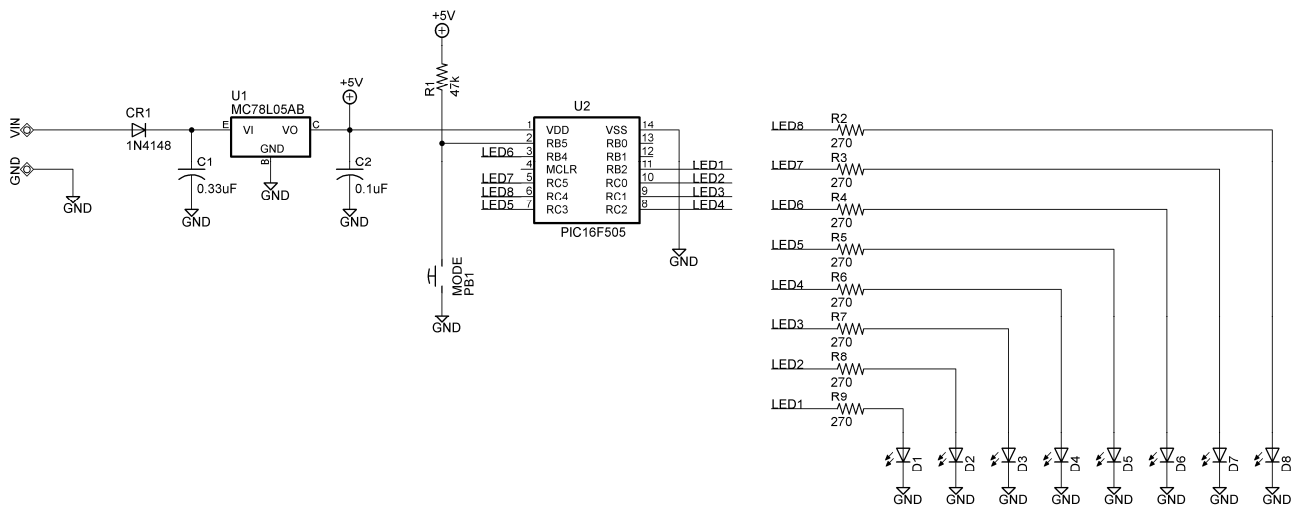 +5V
R1
47k
+5V
VIN
CR1
1N4148
U1
MC78L05AB
E
VI
VO
C
GND
B
GND
C1
0.33uF
GND
GND
C2
0.1uF
GND
GND
MODE
PB1
GND
U2
1
VDD
VSS
14
2
RB5
RB0
13
LED6
3
RB4
RB1
12
4
MCLR
RB2
11
LED1
LED7
5
RC5
RC0
10
LED2
LED8
6
RC4
RC1
9
LED3
LED5
7
RC3
RC2
8
LED4
PIC16F505
GND
LED8
R2
270
LED7
R3
270
LED6
R4
270
LED5
R5
270
LED4
R6
270
LED3
R7
270
LED2
R8
270
LED1
R9
270
D1
D2
D3
D4
D5
D6
D7
D8
GND
GND
GND
GND
GND
GND
GND
GND